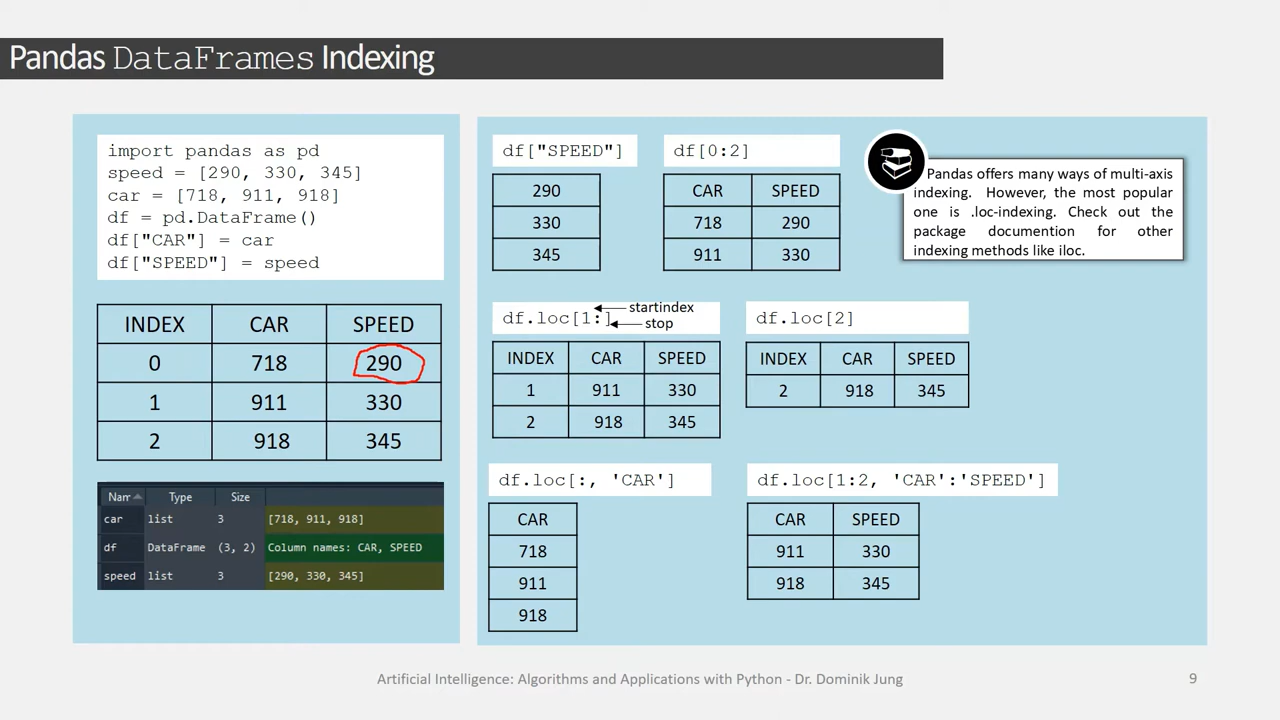 Pandas DataFrames Indexing
import pandas as pd
speed = [290, 330, 345]
car = [718, 911, 918]
df = pd.DataFrame()
df["CAR"] = car
df["SPEED"] = speed
INDEX CAR SPEED
0 718 290
1 911 330
2 918 345
Nam Type Size
car list 3 [718, 911, 918]
df DataFrame (3, 2) Column names: CAR, SPEED
speed list 3 [290, 330, 345]
df["SPEED"]
290
330
345
df[0:2]
CAR SPEED
718 290
911 330
Pandas offers many ways of multi-axis
indexing. However, the most popular
one is .loc-indexing. Check out the
package documention for other
indexing methods like iloc.
df.loc[1:]
startindex
stop
INDEX CAR SPEED
1 911 330
2 918 345
df.loc[2]
INDEX CAR SPEED
2 918 345
df.loc[:, 'CAR']
CAR
718
911
918
df.loc[1:2, 'CAR':'SPEED']
CAR SPEED
911 330
918 345
Artificial Intelligence: Algorithms and Applications with Python - Dr. Dominik Jung
9